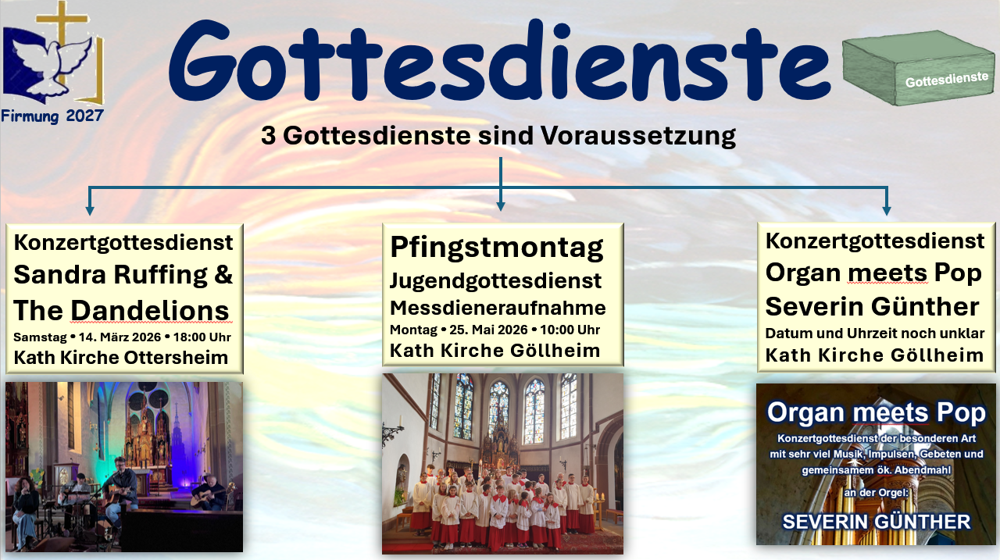 Gottesdienste
Gottesdienste
Firmung 2027
3 Gottesdienste sind Voraussetzung
Konzertgottesdienst
Sandra Ruffing &
The Dandelions
Samstag • 14. März 2026 • 18:00 Uhr
Kath Kirche Ottersheim
Pfingstmontag
Jugendgottesdienst
Messdieneraufnahme
Montag • 25. Mai 2026 • 10:00 Uhr
Kath Kirche Göllheim
Konzertgottesdienst
Organ meets Pop
Severin Günther
Datum und Uhrzeit noch unklar
Kath Kirche Göllheim
Organ meets Pop
Konzertgottesdienst der besonderen Art
mit sehr viel Musik, Impulsen, Gebeten und
gemeinsamem ök. Abendmahl
an der Orgel:
SEVERIN GÜNTHER